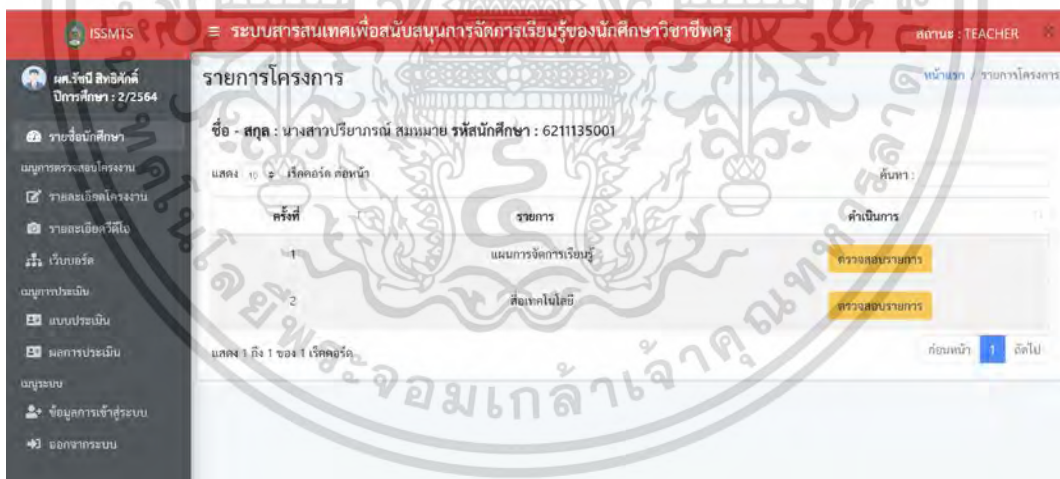 ISSMTS
≡ ระบบสารสนเทศเพื่อสนับสนุนการจัดการเรียนรู้ของนักศึกษาวิชาชีพครู
สถานะ : TEACHER
ผศ.รัชนี สิทธิศักดิ์
ปีการศึกษา : 2/2564
รายชื่อนักศึกษา
เมนูการตรวจสอบโครงงาน
รายละเอียดโครงงาน
รายละเอียดวีดีโอ
เว็บบอร์ด
เมนูการประเมิน
แบบประเมิน
ผลการประเมิน
เมนูระบบ
ข้อมูลการเข้าสู่ระบบ
ออกจากระบบ
รายการโครงการ
หน้าแรก / รายการโครงการ
ชื่อ - สกุล : นางสาวปรียาภรณ์ สมหมาย รหัสนักศึกษา : 6211135001
แสดง 10 เร็คคอร์ด ต่อหน้า
ค้นหา :
ครั้งที่ รายการ ดำเนินการ
1 แผนการจัดการเรียนรู้ ตรวจสอบรายการ
2 สื่อเทคโนโลยี ตรวจสอบรายการ
แสดง 1 ถึง 1 ของ 1 เร็คคอร์ด
ก่อนหน้า 1 ถัดไป
พระจอมเกล้าเจ้าคุณทหาร